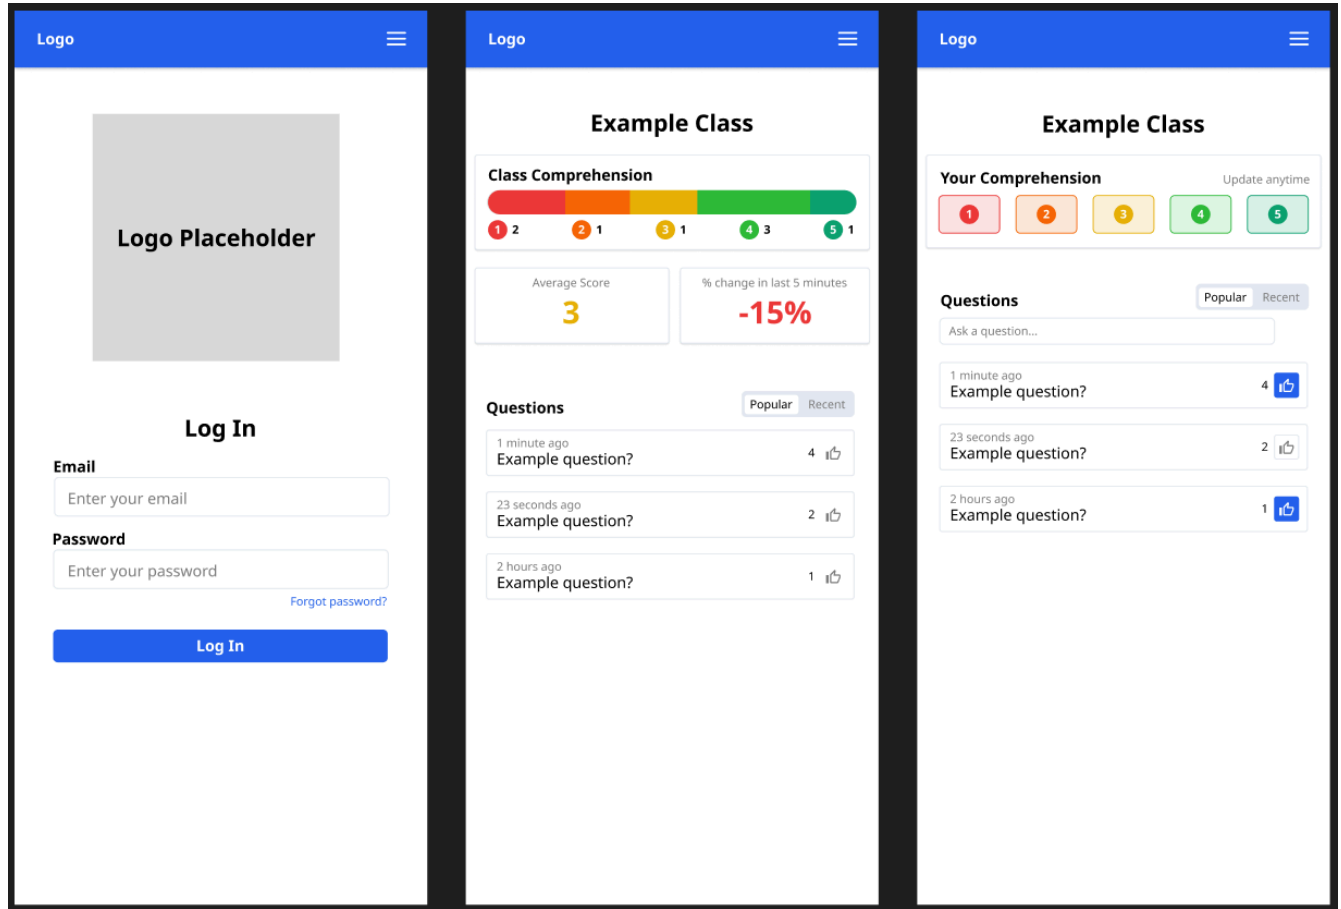 Logo
Logo Placeholder
Log In
Email
Enter your email
Password
Enter your password
Forgot password?
Log In
Logo
Example Class
Class Comprehension
1 2 2 1 3 1 4 3 5 1
Average Score
3
% change in last 5 minutes
-15%
Questions
Popular Recent
1 minute ago
Example question?
4
23 seconds ago
Example question?
2
2 hours ago
Example question?
1
Logo
Example Class
Your Comprehension Update anytime
1 2 3 4 5
Questions
Popular Recent
Ask a question...
1 minute ago
Example question?
4
23 seconds ago
Example question?
2
2 hours ago
Example question?
1